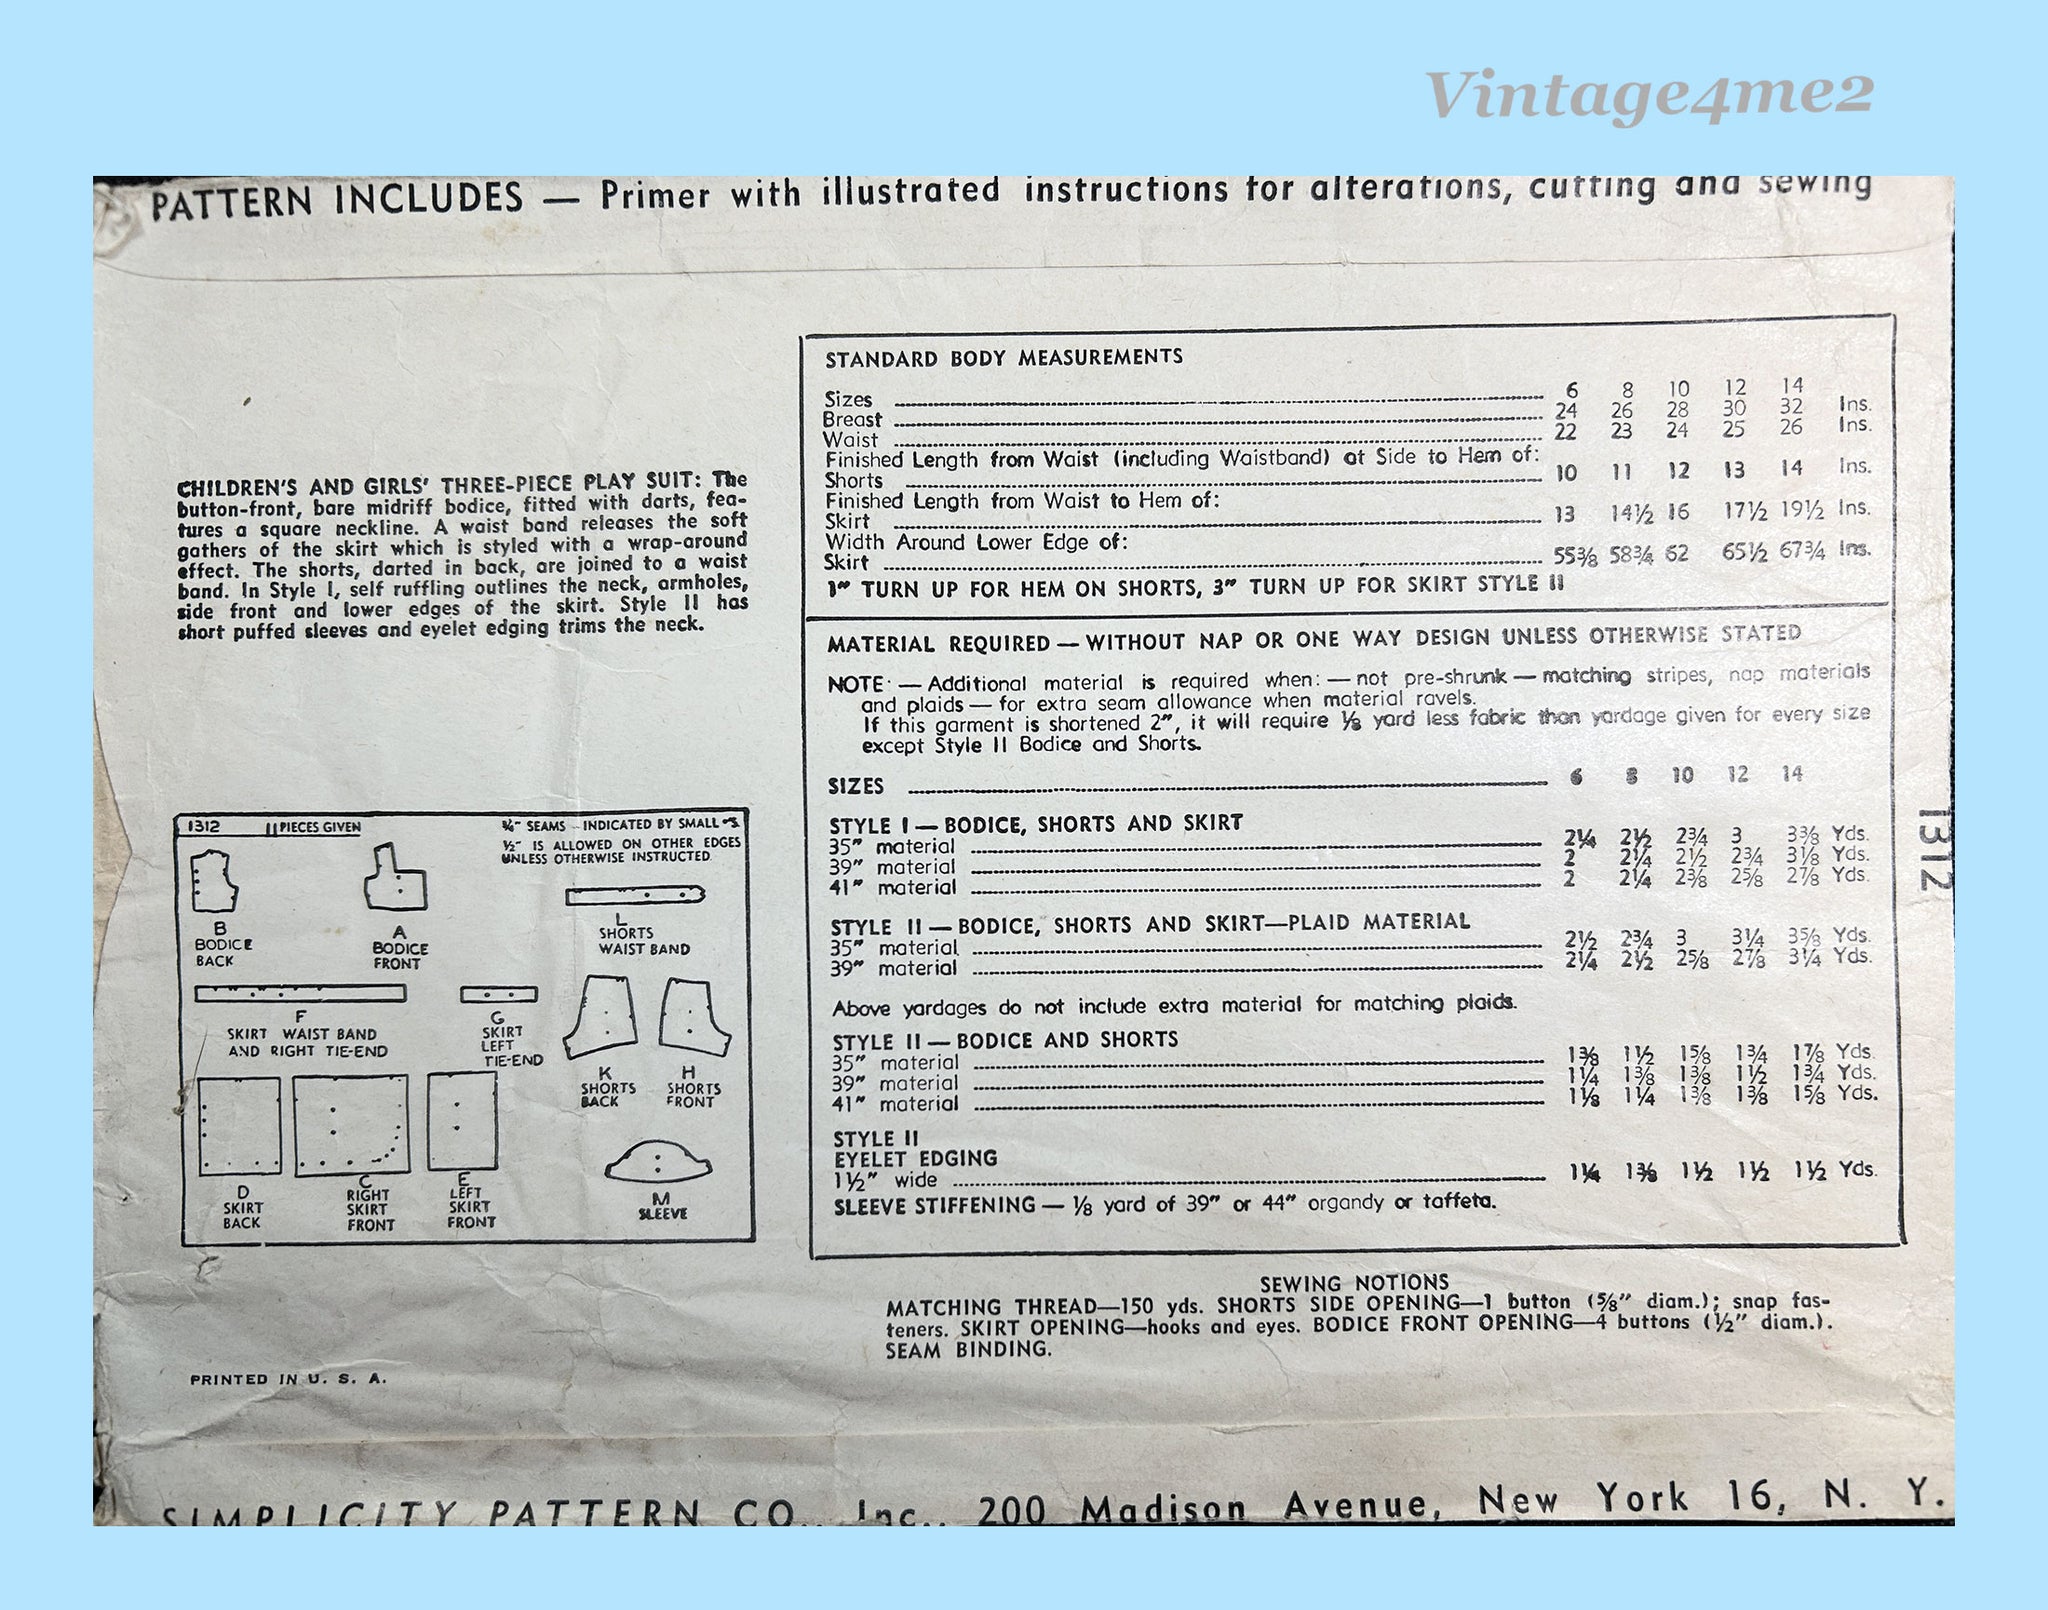 Vintage4me2
PATTERN INCLUDES — Primer with illustrated instructions for alterations, cutting and sewing
CHILDREN'S AND GIRLS' THREE-PIECE PLAY SUIT: The
button-front, bare midriff bodice, fitted with darts, fea-
tures a square neckline. A waist band releases the soft
gathers of the skirt which is styled with a wrap-around
effect. The shorts, darted in back, are joined to a waist
band. In Style I, self ruffling outlines the neck, armholes,
side front and lower edges of the skirt. Style II has
short puffed sleeves and eyelet edging trims the neck.
1312 11 PIECES GIVEN
¾" SEAMS - INDICATED BY SMALL
½" IS ALLOWED ON OTHER EDGES
UNLESS OTHERWISE INSTRUCTED.
B
BODICE
BACK
A
BODICE
FRONT
L
SHORTS
WAIST BAND
F
SKIRT WAIST BAND
AND RIGHT TIE-END
G
SKIRT
LEFT
TIE-END
K
SHORTS
BACK
H
SHORTS
FRONT
D
SKIRT
BACK
C
RIGHT
SKIRT
FRONT
E
LEFT
SKIRT
FRONT
M
SLEEVE
PRINTED IN U. S. A.
STANDARD BODY MEASUREMENTS
Sizes 6 8 10 12 14
Breast 24 26 28 30 32 Ins.
Waist 22 23 24 25 26 Ins.
Finished Length from Waist (including Waistband) at Side to Hem of:
Shorts 10 11 12 13 14 Ins.
Finished Length from Waist to Hem of:
Skirt 13 14½ 16 17½ 19½ Ins.
Width Around Lower Edge of:
Skirt 55⅜ 58¾ 62 65½ 67¾ Ins.
1" TURN UP FOR HEM ON SHORTS, 3" TURN UP FOR SKIRT STYLE II
MATERIAL REQUIRED — WITHOUT NAP OR ONE WAY DESIGN UNLESS OTHERWISE STATED
NOTE: — Additional material is required when: — not pre-shrunk — matching stripes, nap materials
and plaids — for extra seam allowance when material ravels.
If this garment is shortened 2", it will require ⅛ yard less fabric than yardage given for every size
except Style II Bodice and Shorts.
SIZES 6 8 10 12 14
STYLE I — BODICE, SHORTS AND SKIRT
35" material 2¼ 2½ 2¾ 3 3⅜ Yds.
39" material 2 2¼ 2½ 2¾ 3⅛ Yds.
41" material 2 2¼ 2⅜ 2⅝ 2⅞ Yds.
STYLE II — BODICE, SHORTS AND SKIRT—PLAID MATERIAL
35" material 2½ 2¾ 3 3¼ 3⅝ Yds.
39" material 2¼ 2½ 2⅝ 2⅞ 3¼ Yds.
Above yardages do not include extra material for matching plaids.
STYLE II — BODICE AND SHORTS
35" material 1⅜ 1½ 1⅝ 1¾ 1⅞ Yds.
39" material 1¼ 1⅜ 1⅜ 1½ 1¾ Yds.
41" material 1⅛ 1¼ 1⅜ 1⅜ 1⅝ Yds.
STYLE II
EYELET EDGING
1½" wide 1¼ 1⅜ 1½ 1½ 1½ Yds.
SLEEVE STIFFENING — ⅛ yard of 39" or 44" organdy or taffeta.
1312
SEWING NOTIONS
MATCHING THREAD—150 yds. SHORTS SIDE OPENING—1 button (⅝" diam.); snap fas-
teners. SKIRT OPENING—hooks and eyes. BODICE FRONT OPENING—4 buttons (½" diam.).
SEAM BINDING.
SIMPLICITY PATTERN CO., Inc., 200 Madison Avenue, New York 16, N. Y.